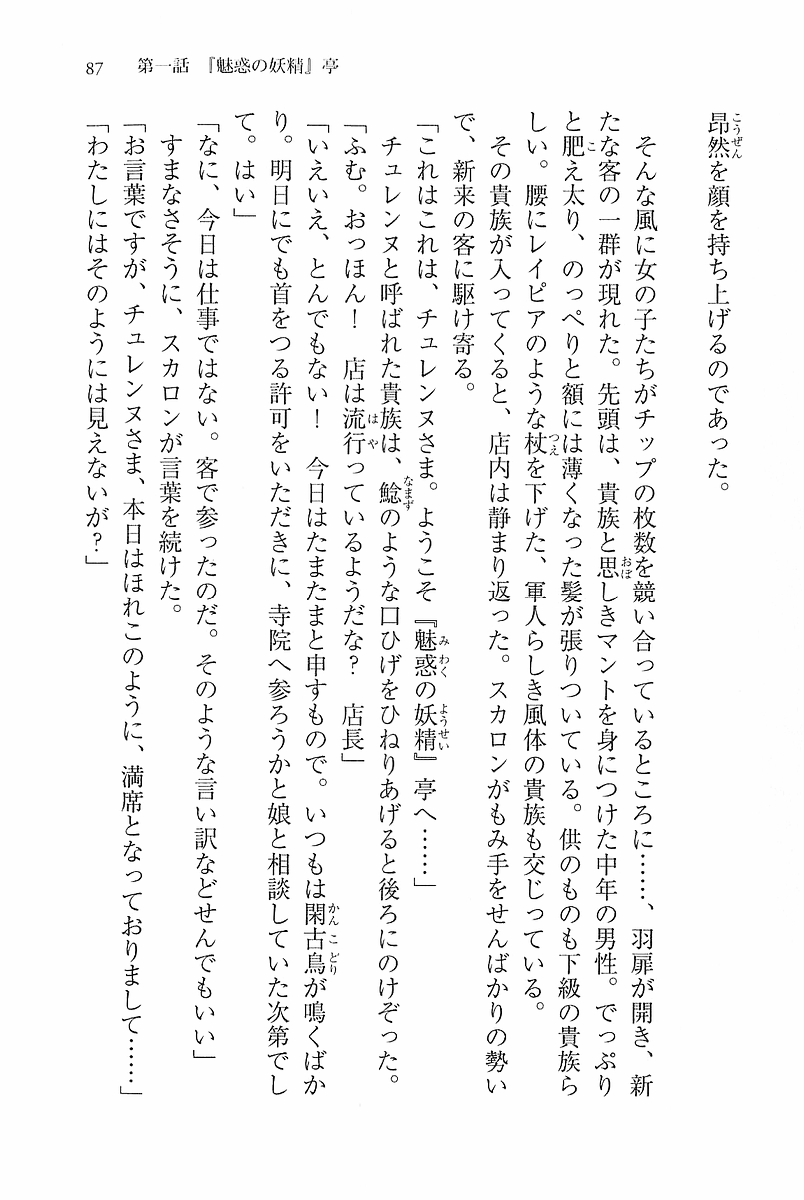 87　第一話　『魅惑の妖精』亭
昂然を顔を持ち上げるのであった。
そんな風に女の子たちがチップの枚数を競い合っているところに……、羽扉が開き、新
たな客の一群が現れた。先頭は、貴族と思しきマントを身につけた中年の男性。でっぷり
と肥え太り、のっぺりと額には薄くなった髪が張りついている。供のものも下級の貴族ら
しい。腰にレイピアのような杖を下げた、軍人らしき風体の貴族も交じっている。
その貴族が入ってくると、店内は静まり返った。スカロンがもみ手をせんばかりの勢い
で、新来の客に駆け寄る。
「これはこれは、チュレンヌさま。ようこそ『魅惑の妖精』亭へ……」
チュレンヌと呼ばれた貴族は、鯰のような口ひげをひねりあげると後ろにのけぞった。
「ふむ。おっほん！　店は流行っているようだな？　店長」
「いえいえ、とんでもない！　今日はたまたまと申すもので。いつもは閑古鳥が鳴くばか
り。明日にでも首をつる許可をいただきに、寺院へ参ろうかと娘と相談していた次第でし
て。はい」
「なに、今日は仕事ではない。客で参ったのだ。そのような言い訳などせんでもいい」
すまなさそうに、スカロンが言葉を続けた。
「お言葉ですが、チュレンヌさま、本日はほれこのように、満席となっておりまして……」
「わたしにはそのようには見えないが？」